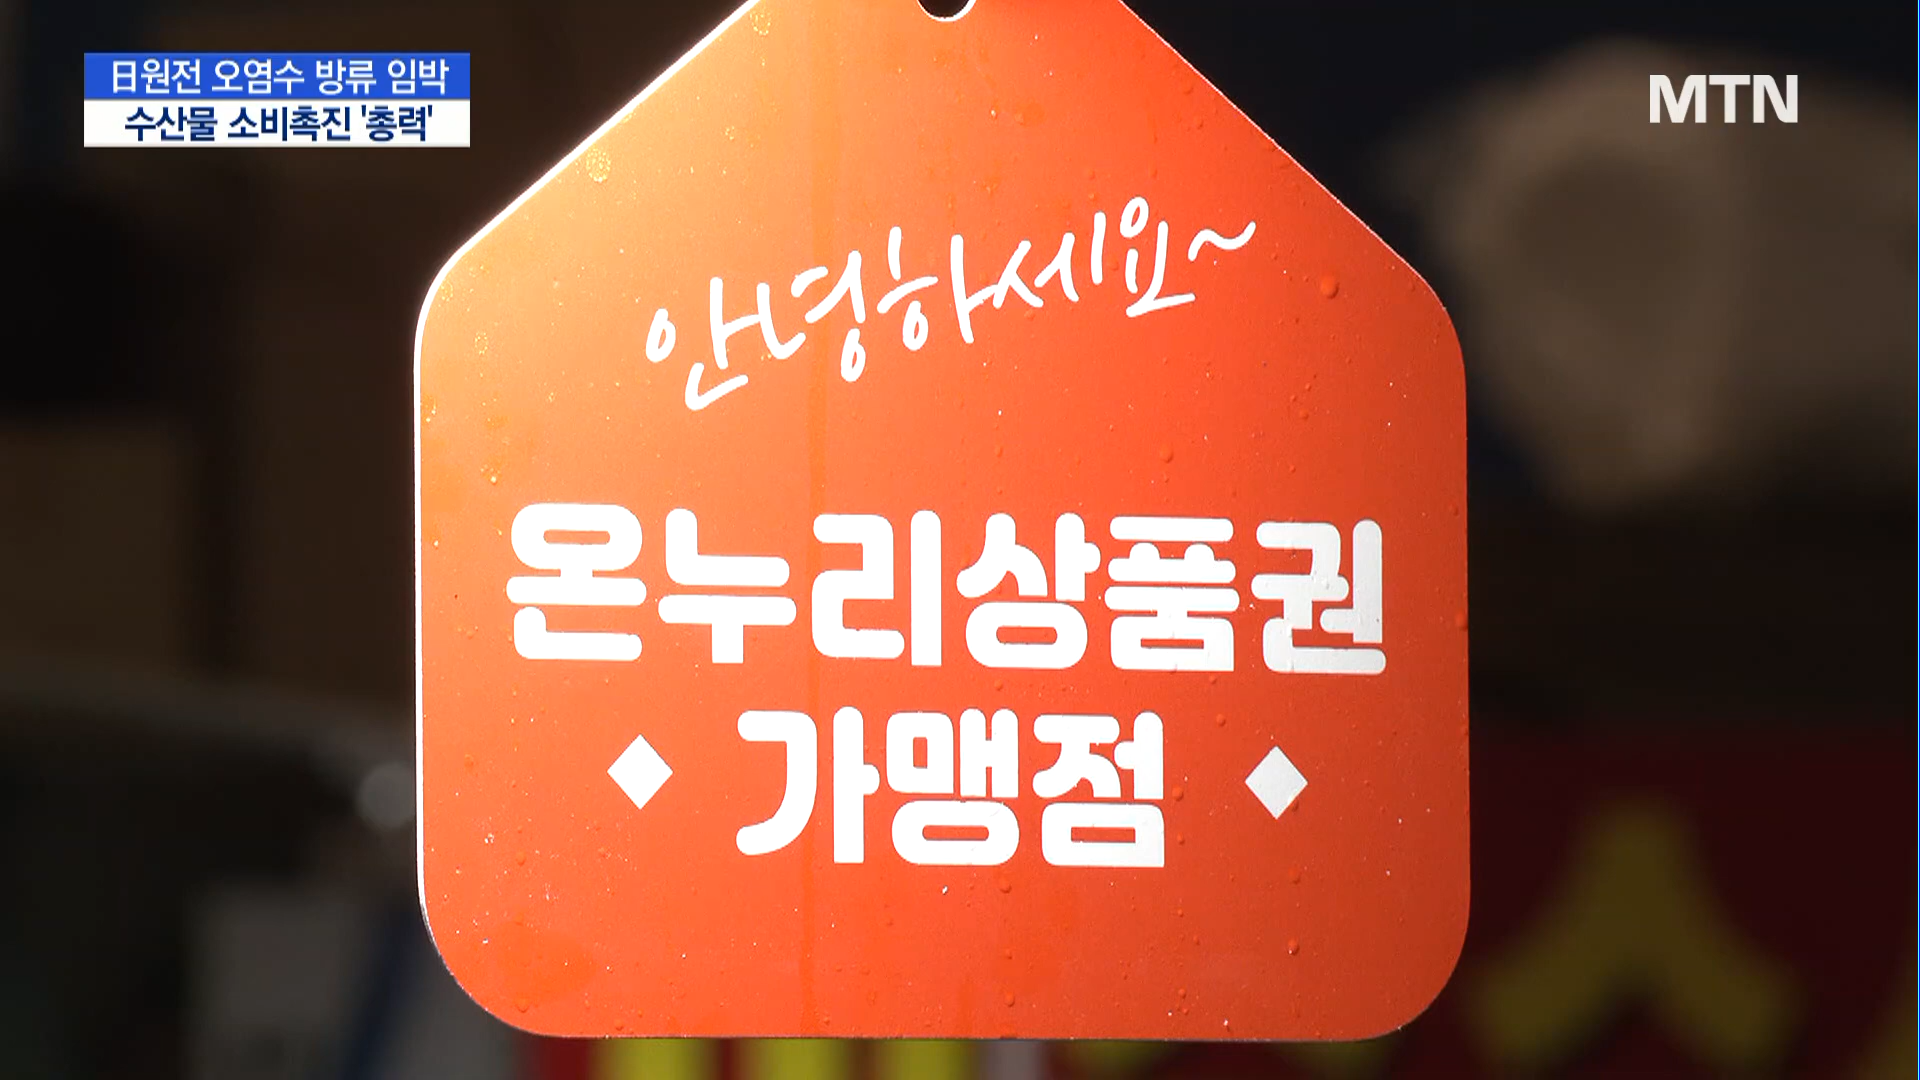 日원전 오염수 방류 임박
수산물 소비촉진 '총력'
MTN
안녕하세요~
온누리상품권
가맹점